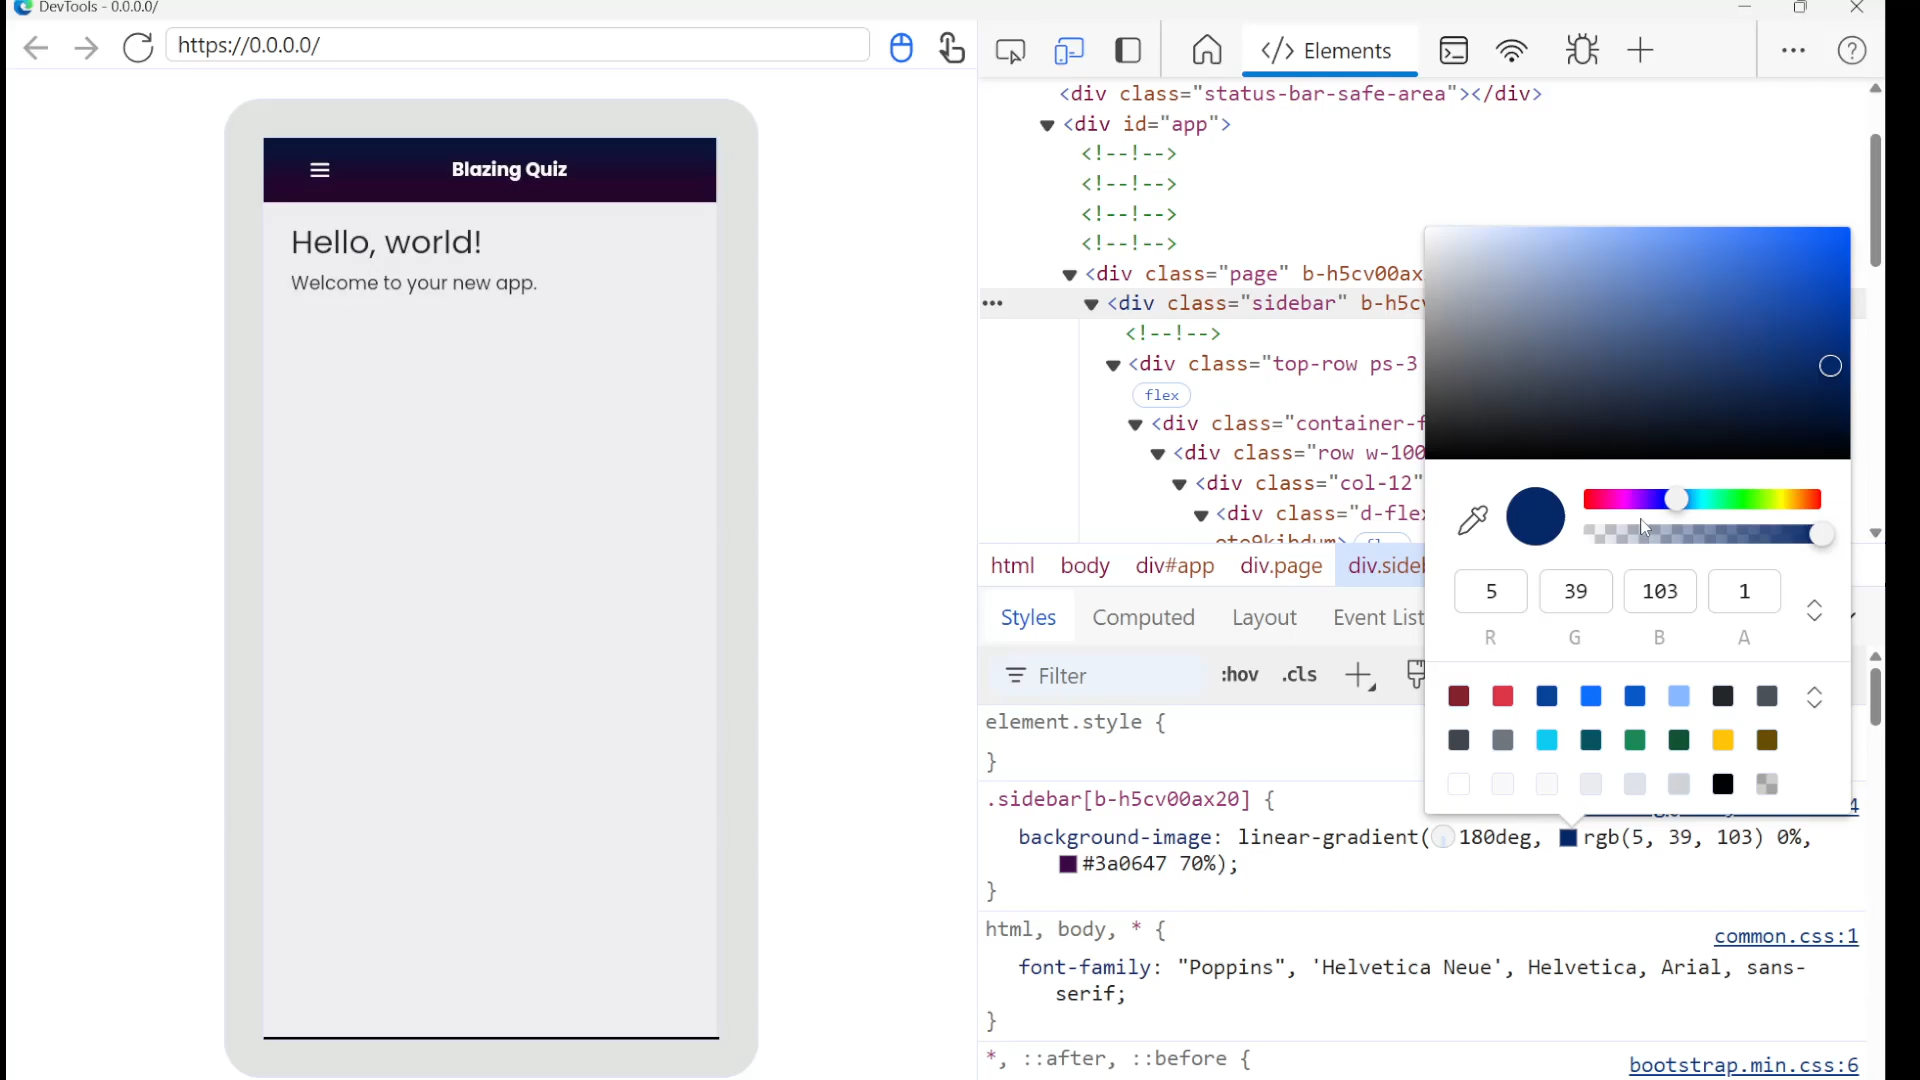 DevTools - 0.0.0.0/
https://0.0.0.0/
Elements
Blazing Quiz
Hello, world!
Welcome to your new app.
<div class="status-bar-safe-area"></div>
<div id="app">
<!--!-->
<!--!-->
<!--!-->
<!--!-->
<div class="page" b-h5cv00ax
<div class="sidebar" b-h5cv
<!--!-->
<div class="top-row ps-3
flex
<div class="container-f
<div class="row w-100
<div class="col-12"
<div class="d-flex
html body div#app div.page div.sideb
Styles Computed Layout Event List
Filter :hov .cls
element.style {
}
.sidebar[b-h5cv00ax20] {
background-image: linear-gradient(180deg, rgb(5, 39, 103) 0%,
#3a0647 70%);
}
html, body, * {
common.css:1
font-family: "Poppins", 'Helvetica Neue', Helvetica, Arial, sans-
serif;
}
*, ::after, ::before {
bootstrap.min.css:6
5 39 103 1
R G B A